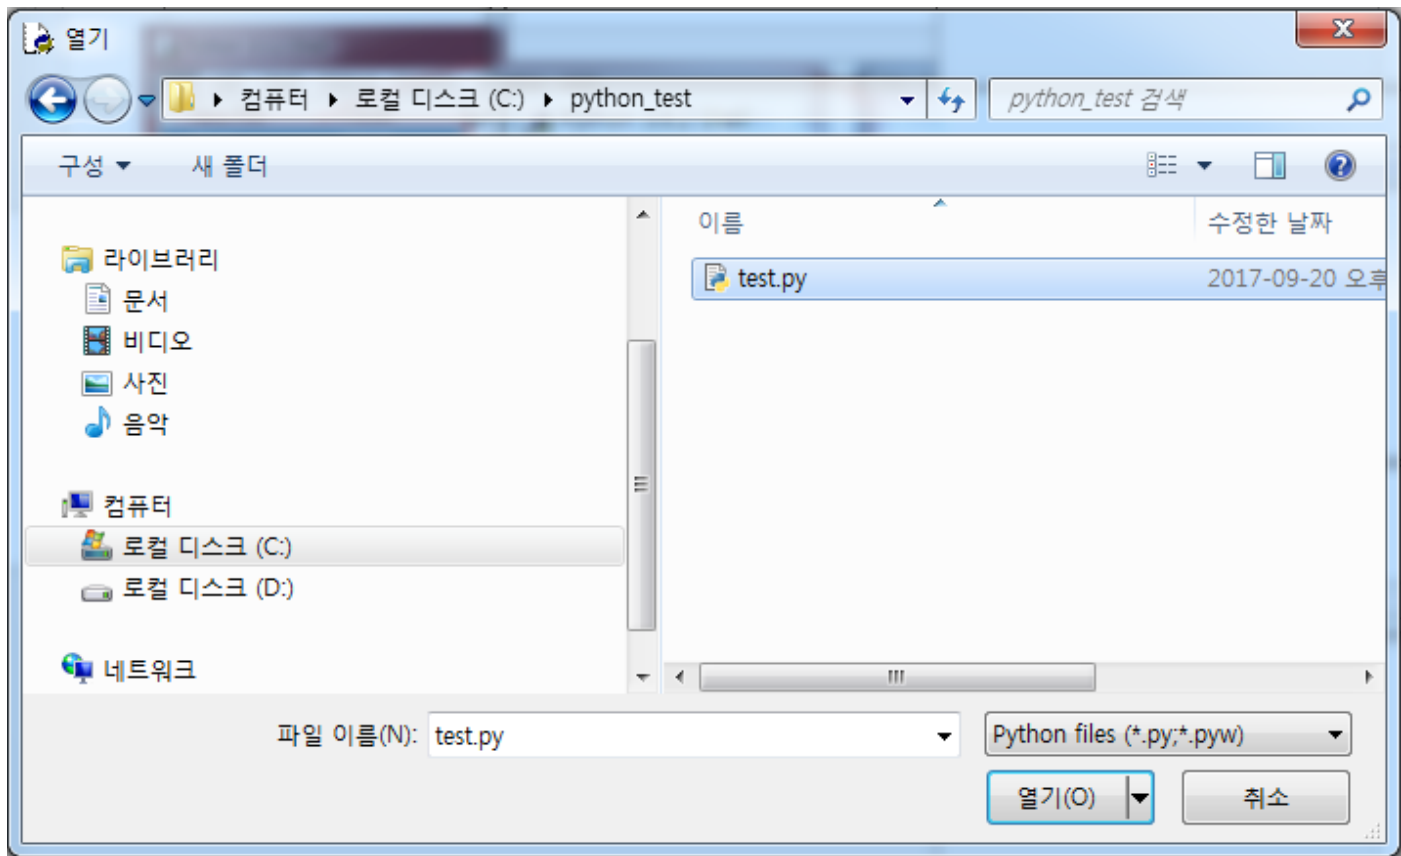 열기
컴퓨터 로컬 디스크 (C:) python_test
python_test 검색
구성 새 폴더
이름 수정한 날짜
test.py 2017-09-20 오후
라이브러리
문서
비디오
사진
음악
컴퓨터
로컬 디스크 (C:)
로컬 디스크 (D:)
네트워크
파일 이름(N): test.py Python files (*.py;*.pyw)
열기(O) 취소